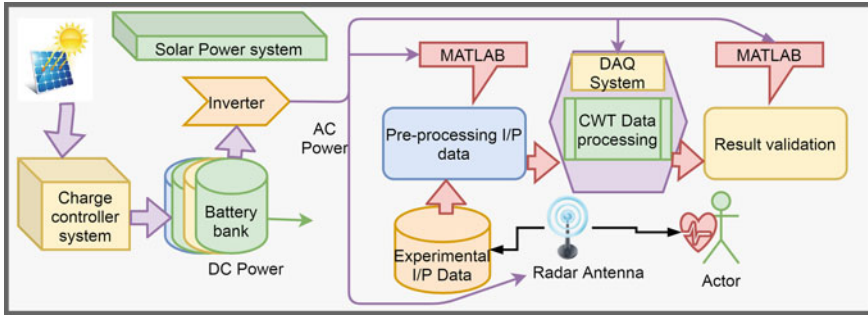 Solar Power system
MATLAB
DAQ
System
MATLAB
Inverter
AC
Power
Pre-processing I/P
data
CWT Data
processing
Result validation
Charge
controller
system
Battery
bank
DC Power
Experimental
I/P Data
Radar Antenna
Actor